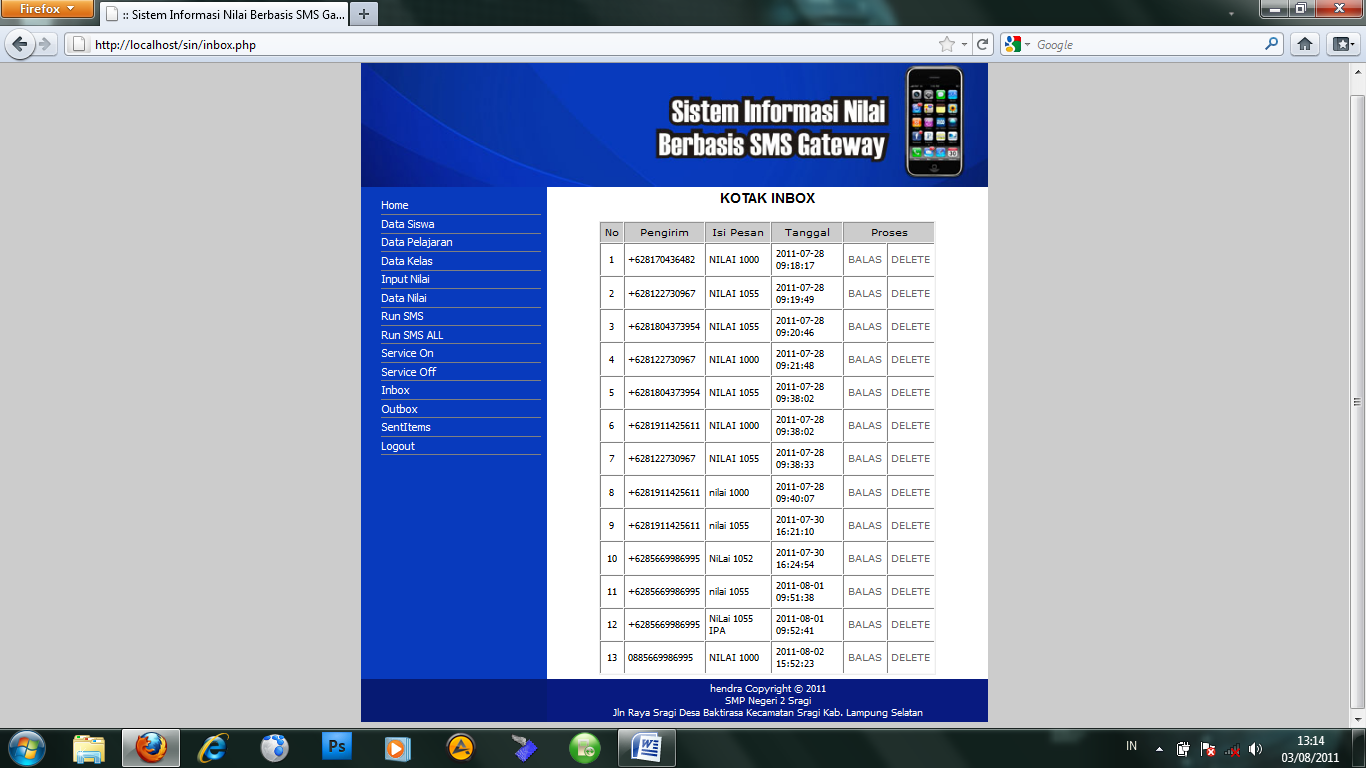 Firefox
:: Sistem Informasi Nilai Berbasis SMS Ga...
http://localhost/sin/inbox.php
Google
Sistem Informasi Nilai
Berbasis SMS Gateway
Home
Data Siswa
Data Pelajaran
Data Kelas
Input Nilai
Data Nilai
Run SMS
Run SMS ALL
Service On
Service Off
Inbox
Outbox
SentItems
Logout
KOTAK INBOX
No Pengirim Isi Pesan Tanggal Proses
1 +628170436482 NILAI 1000 2011-07-28 09:18:17 BALAS DELETE
2 +628122730967 NILAI 1055 2011-07-28 09:19:49 BALAS DELETE
3 +6281804373954 NILAI 1055 2011-07-28 09:20:46 BALAS DELETE
4 +628122730967 NILAI 1000 2011-07-28 09:21:48 BALAS DELETE
5 +6281804373954 NILAI 1055 2011-07-28 09:38:02 BALAS DELETE
6 +6281911425611 NILAI 1000 2011-07-28 09:38:02 BALAS DELETE
7 +628122730967 NILAI 1055 2011-07-28 09:38:33 BALAS DELETE
8 +6281911425611 nilai 1000 2011-07-28 09:40:07 BALAS DELETE
9 +6281911425611 nilai 1055 2011-07-30 16:21:10 BALAS DELETE
10 +6285669986995 NiLai 1052 2011-07-30 16:24:54 BALAS DELETE
11 +6285669986995 nilai 1055 2011-08-01 09:51:38 BALAS DELETE
12 +6285669986995 NiLai 1055 IPA 2011-08-01 09:52:41 BALAS DELETE
13 0885669986995 NILAI 1000 2011-08-02 15:52:23 BALAS DELETE
hendra Copyright © 2011
SMP Negeri 2 Sragi
Jln Raya Sragi Desa Baktirasa Kecamatan Sragi Kab. Lampung Selatan
Ps
W
IN
13:14
03/08/2011